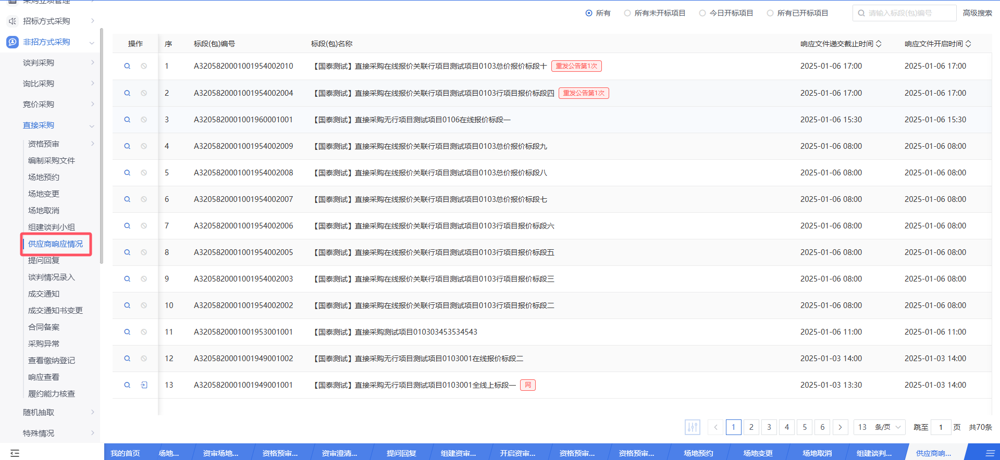 采购立项管理
招标方式采购
非招方式采购
谈判采购
询比采购
竞价采购
直接采购
资格预审
编制采购文件
场地预约
场地变更
场地取消
组建谈判小组
供应商响应情况
提问回复
谈判情况录入
成交通知
成交通知书变更
合同备案
采购异常
查看缴纳登记
响应查看
履约能力核查
随机抽取
特殊情况
所有 所有未开标项目 今日开标项目 所有已开标项目 请输入标段(包)编号 高级搜索
操作 序 标段(包)编号 标段(包)名称 响应文件递交截止时间 响应文件开启时间
1 A3205820001001954002010 【国泰测试】直接采购在线报价关联行项目测试项目0103总价报价标段十 重发公告第1次 2025-01-06 17:00 2025-01-06 17:00
2 A3205820001001954002004 【国泰测试】直接采购在线报价关联行项目测试项目0103行项目报价标段四 重发公告第1次 2025-01-06 17:00 2025-01-06 17:00
3 A3205820001001960001001 【国泰测试】直接采购无行项目测试项目0106在线报价标段一 2025-01-06 15:30 2025-01-06 15:30
4 A3205820001001954002009 【国泰测试】直接采购在线报价关联行项目测试项目0103总价报价标段九 2025-01-06 08:00 2025-01-06 08:00
5 A3205820001001954002008 【国泰测试】直接采购在线报价关联行项目测试项目0103总价报价标段八 2025-01-06 08:00 2025-01-06 08:00
6 A3205820001001954002007 【国泰测试】直接采购在线报价关联行项目测试项目0103总价报价标段七 2025-01-06 08:00 2025-01-06 08:00
7 A3205820001001954002006 【国泰测试】直接采购在线报价关联行项目测试项目0103行项目报价标段六 2025-01-06 08:00 2025-01-06 08:00
8 A3205820001001954002005 【国泰测试】直接采购在线报价关联行项目测试项目0103行项目报价标段五 2025-01-06 08:00 2025-01-06 08:00
9 A3205820001001954002003 【国泰测试】直接采购在线报价关联行项目测试项目0103行项目报价标段三 2025-01-06 08:00 2025-01-06 08:00
10 A3205820001001954002002 【国泰测试】直接采购在线报价关联行项目测试项目0103行项目报价标段二 2025-01-06 08:00 2025-01-06 08:00
11 A3205820001001953001001 【国泰测试】直接采购测试项目010303453534543 2025-01-06 11:00 2025-01-06 11:00
12 A3205820001001949001002 【国泰测试】直接采购无行项目测试项目0103001在线报价标段二 2025-01-03 14:00 2025-01-03 14:00
13 A3205820001001949001001 【国泰测试】直接采购无行项目测试项目0103001全线上标段一 网 2025-01-03 13:30 2025-01-03 14:00
1 2 3 4 5 6 13 条/页 跳至 1 页 共70条
我的首页 场地... 资审场地... 资格预审... 资审澄清... 提问回复 组建资审... 开启资审... 资格预审... 资格预审... 场地预约 场地变更 场地取消 组建谈判... 供应商响...